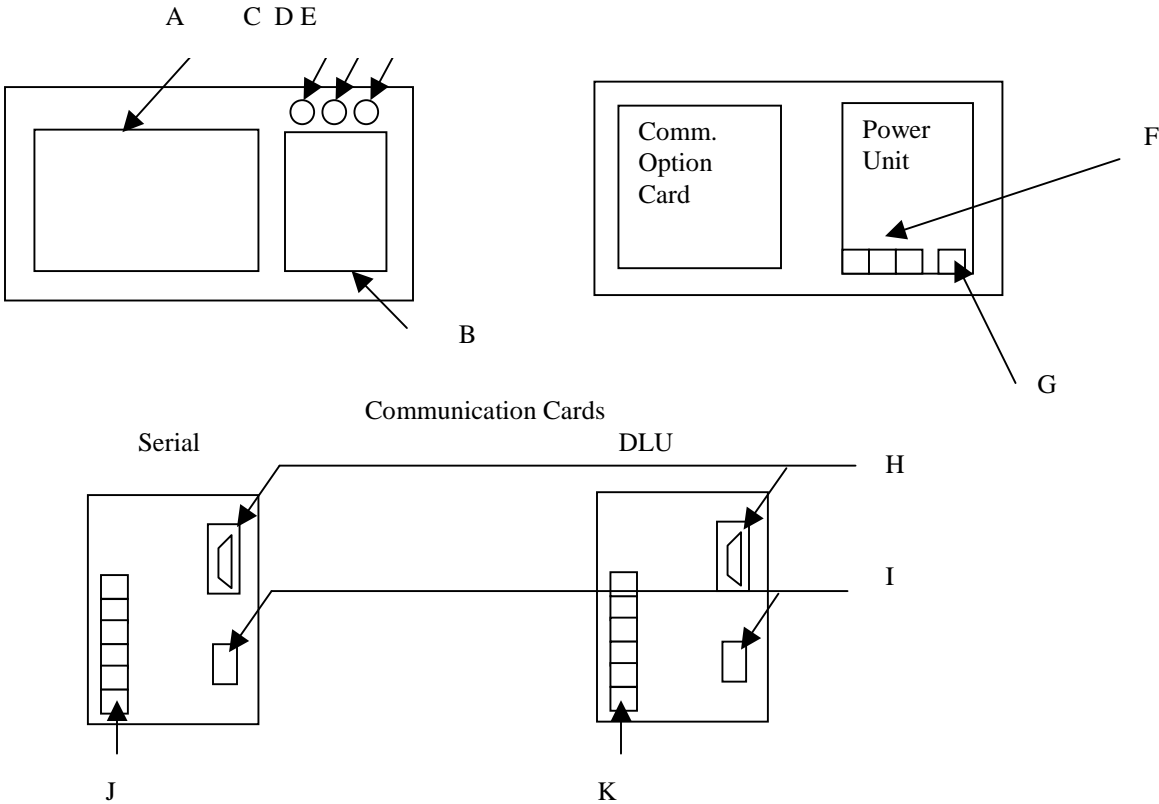 A C D E
Comm.
Option
Card
Power
Unit
F
B
G
Communication Cards
Serial DLU
H
I
J K